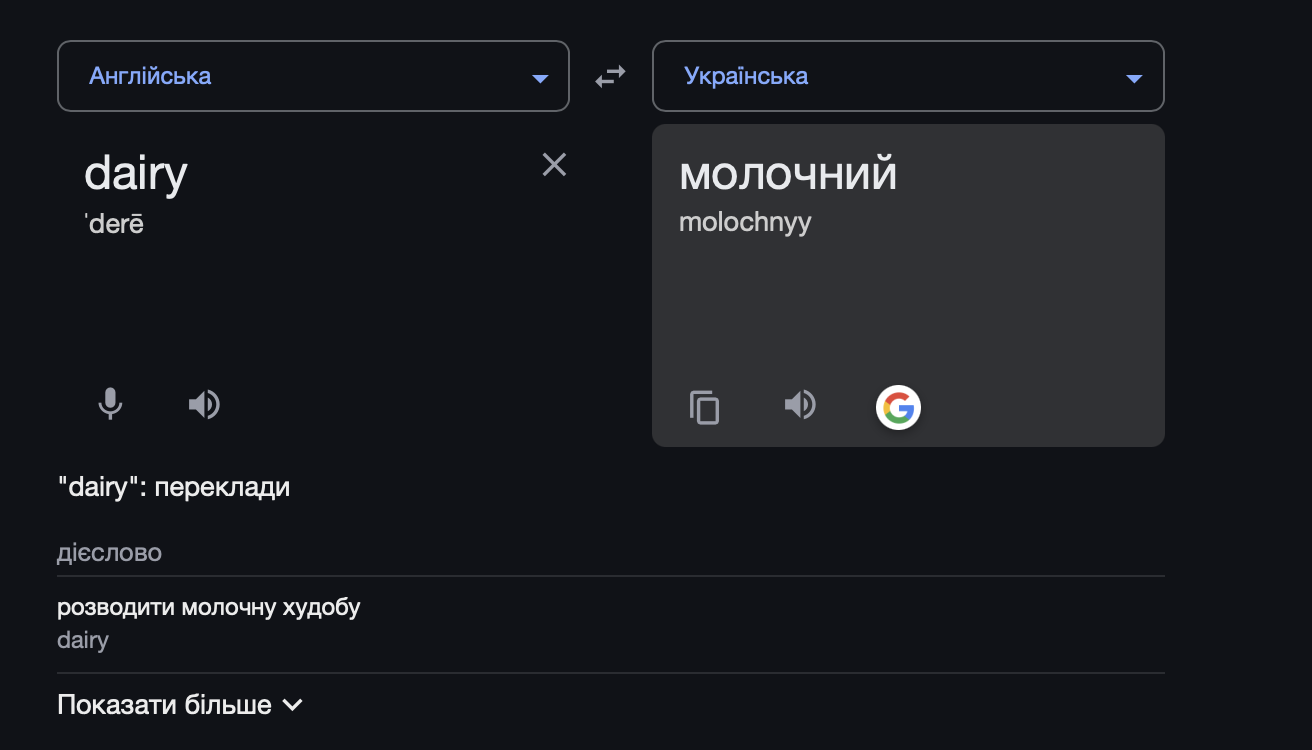 Англійська
Українська
dairy
ˈderē
молочний
molochnyy
"dairy": переклади
дієслово
розводити молочну худобу
dairy
Показати більше